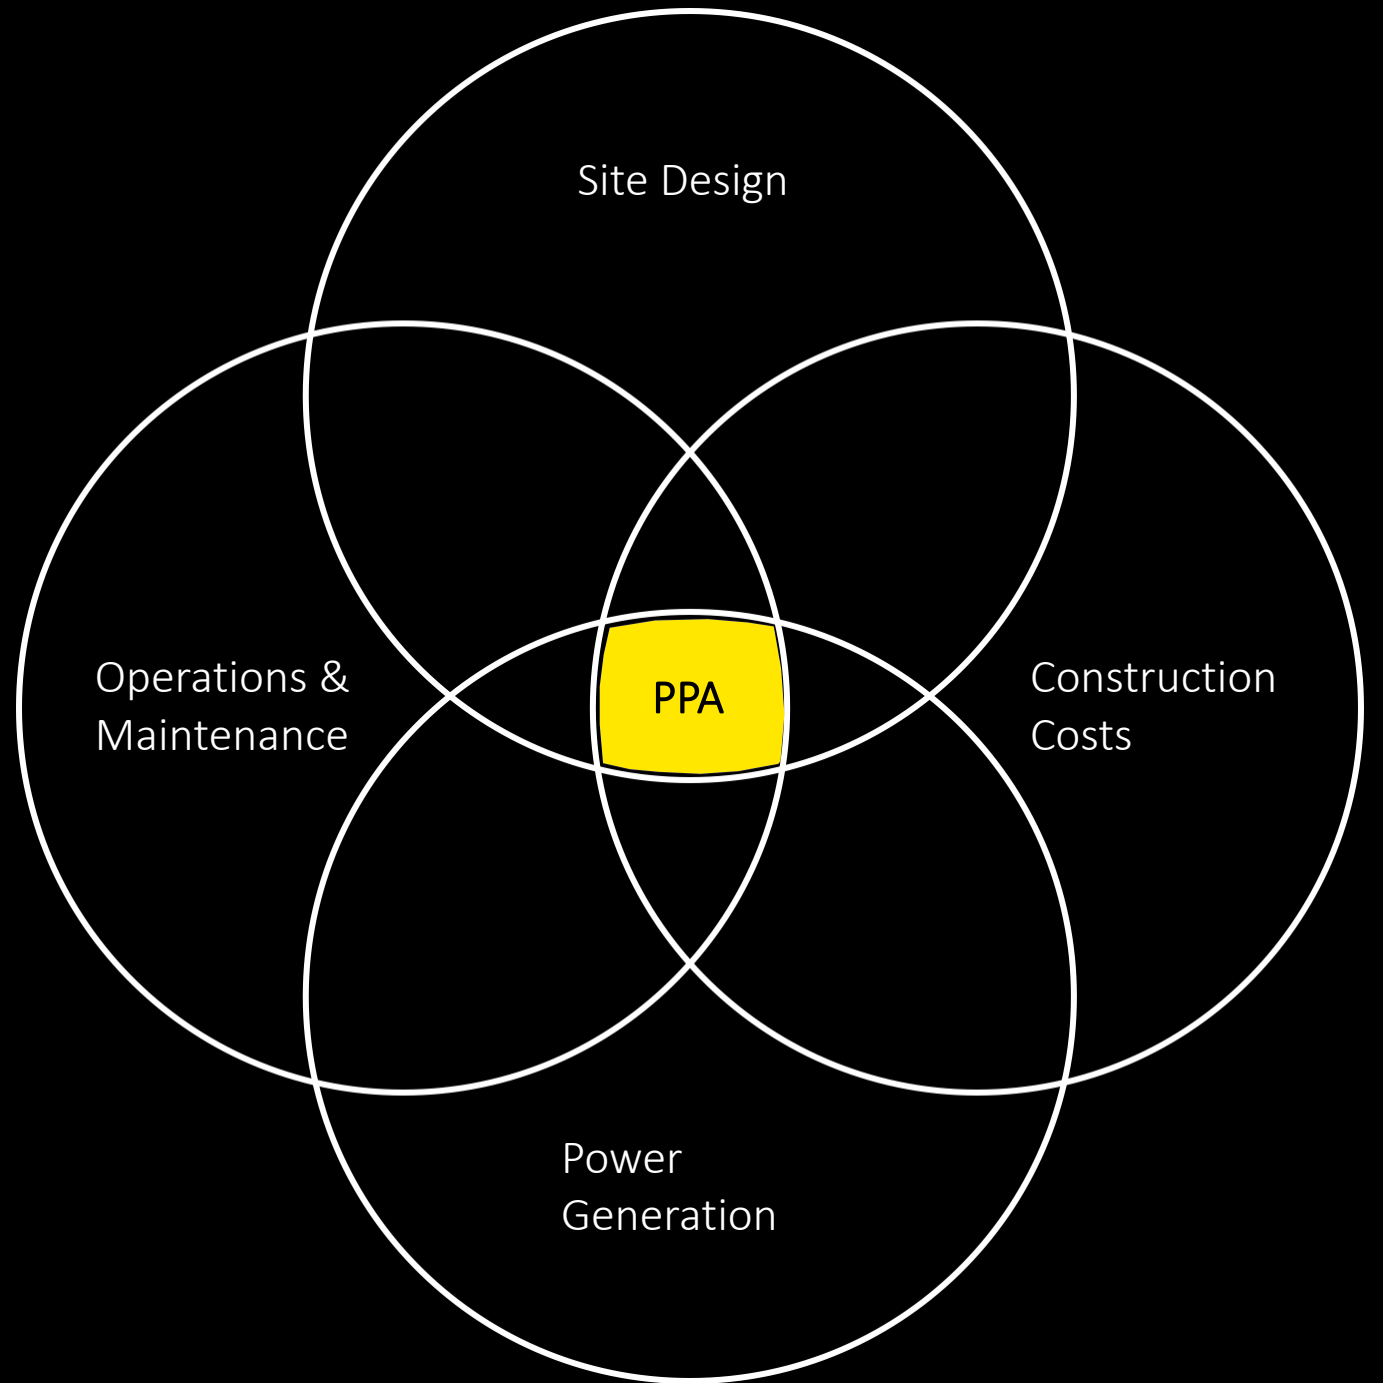 Site Design
Operations &
Maintenance
PPA
Construction
Costs
Power
Generation